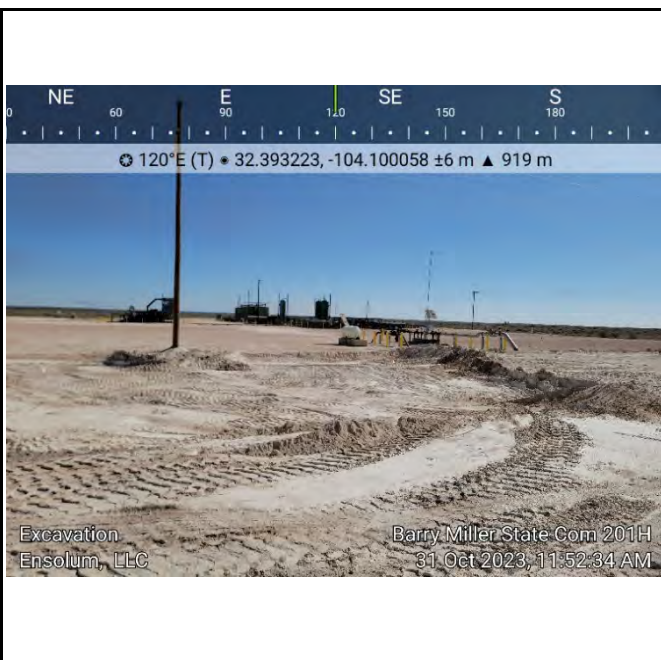 NE E SE S
0 60 90 120 150 180
120°E (T) ● 32.393223, -104.100058 ±6 m ▲ 919 m
Excavation
Ensolum, LLC
Barry Miller State Com 201H
31 Oct 2023, 11:52:34 AM